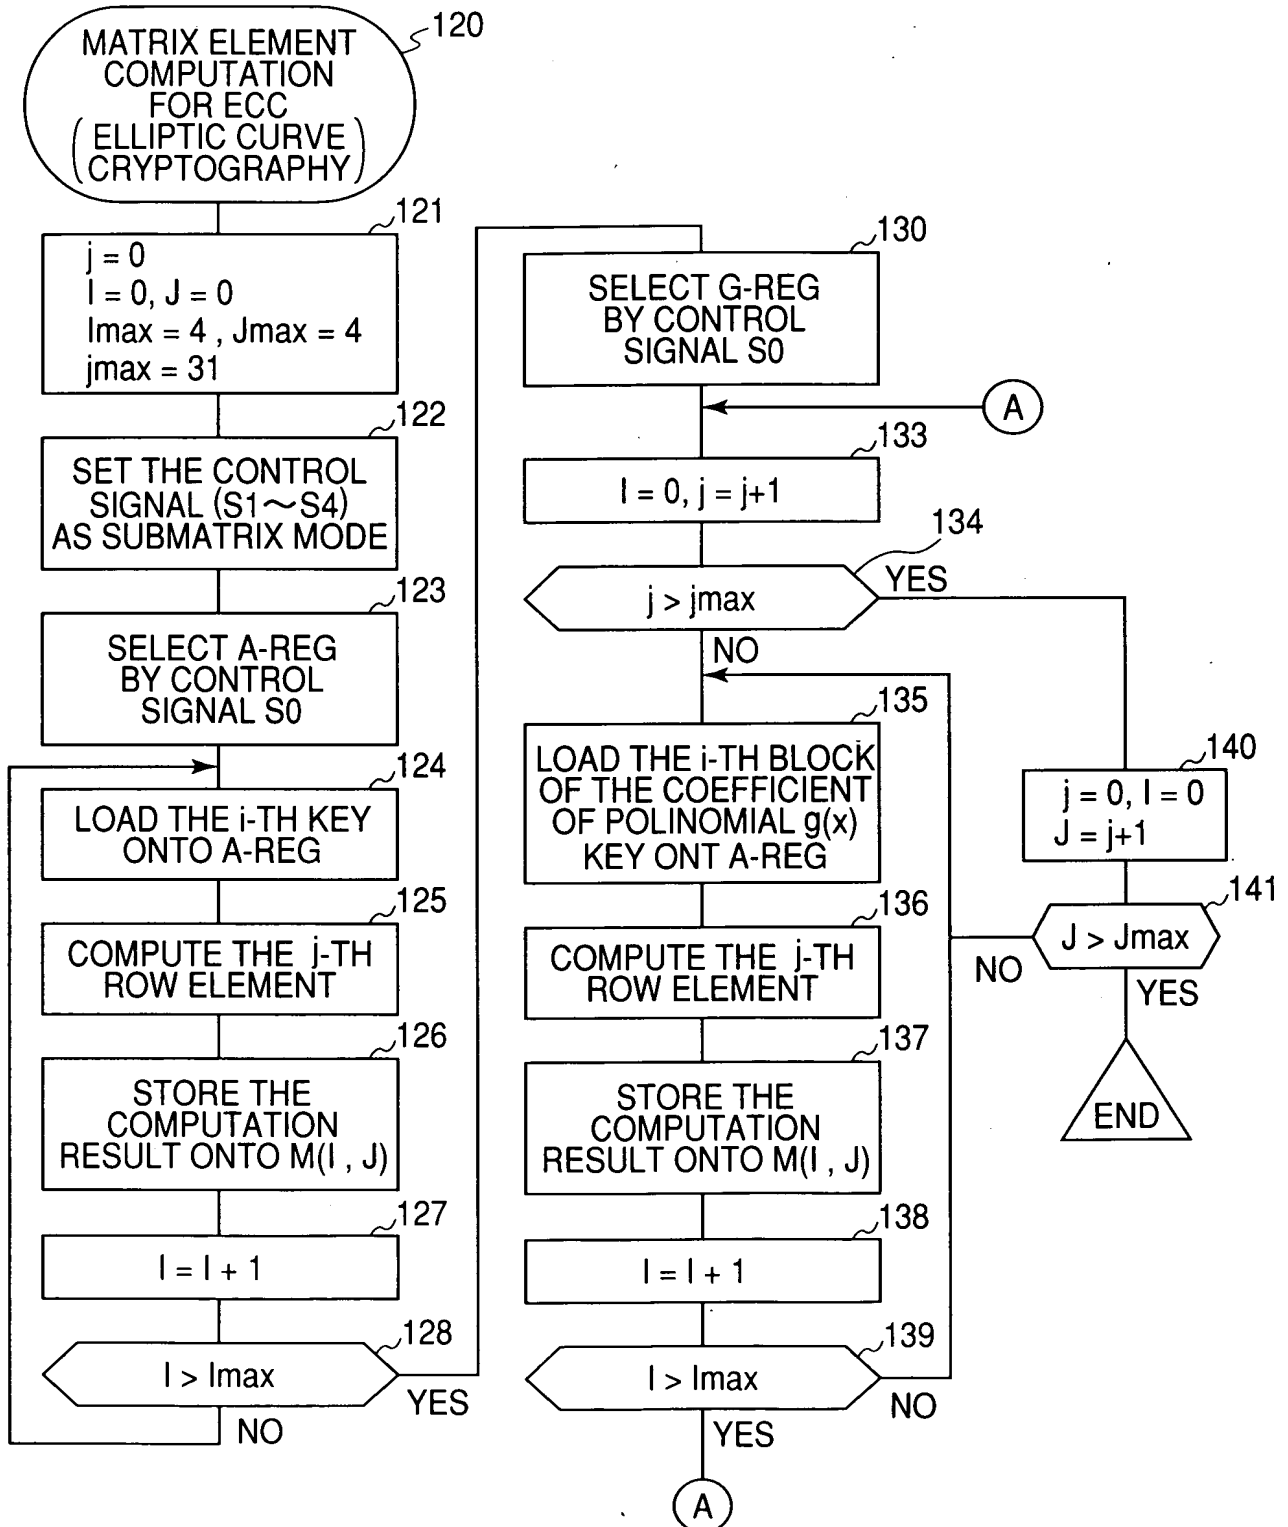 120
MATRIX ELEMENT
COMPUTATION
FOR ECC
(ELLIPTIC CURVE
CRYPTOGRAPHY)
121
j = 0
I = 0, J = 0
Imax = 4 , Jmax = 4
jmax = 31
122
SET THE CONTROL
SIGNAL (S1～S4)
AS SUBMATRIX MODE
123
SELECT A-REG
BY CONTROL
SIGNAL S0
124
LOAD THE i-TH KEY
ONTO A-REG
125
COMPUTE THE j-TH
ROW ELEMENT
126
STORE THE
COMPUTATION
RESULT ONTO M(I , J)
127
I = I + 1
128
I > Imax
YES
NO
130
SELECT G-REG
BY CONTROL
SIGNAL S0
A
133
I = 0, j = j+1
134
j > jmax
YES
NO
135
LOAD THE i-TH BLOCK
OF THE COEFFICIENT
OF POLINOMIAL g(x)
KEY ONT A-REG
136
COMPUTE THE j-TH
ROW ELEMENT
137
STORE THE
COMPUTATION
RESULT ONTO M(I , J)
138
I = I + 1
139
I > Imax
NO
YES
A
140
j = 0, I = 0
J = j+1
141
J > Jmax
NO
YES
END